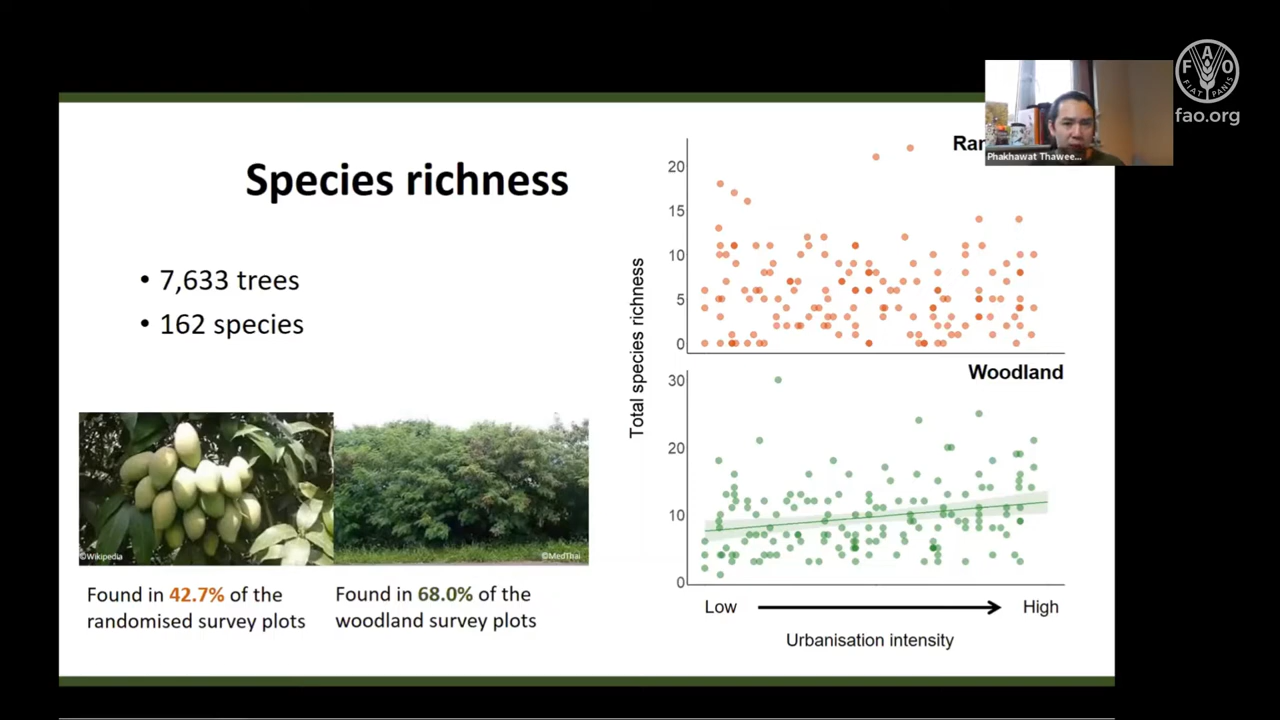 F A O
FIAT PANIS
fao.org
Phakhawat Thawee...
Species richness
• 7,633 trees
• 162 species
©Wikipedia
©MedThai
Found in 42.7% of the
randomised survey plots
Found in 68.0% of the
woodland survey plots
Total species richness
20
15
10
5
0
Woodland
30
20
10
0
Low
High
Urbanisation intensity